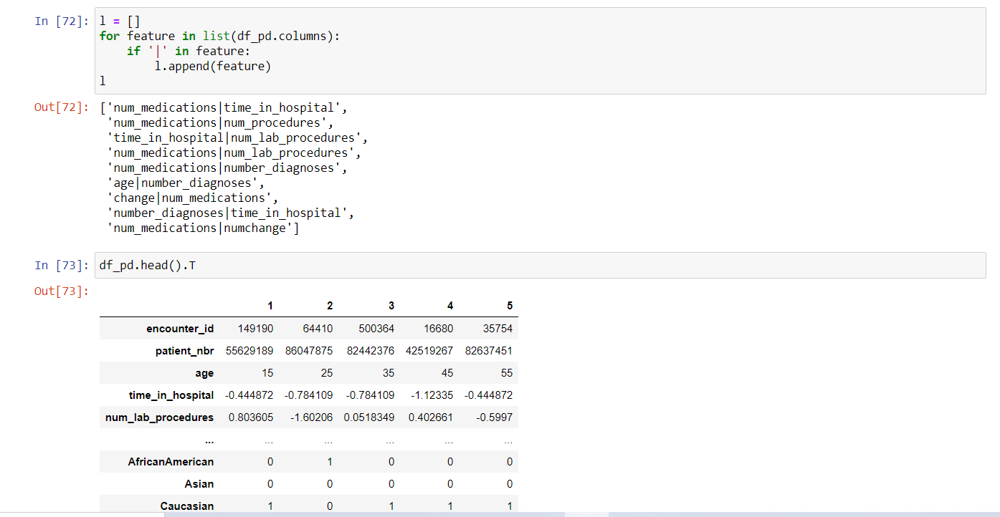 In [72]: l = []
for feature in list(df_pd.columns):
    if '|' in feature:
        l.append(feature)
l
Out[72]: ['num_medications|time_in_hospital',
 'num_medications|num_procedures',
 'time_in_hospital|num_lab_procedures',
 'num_medications|num_lab_procedures',
 'num_medications|number_diagnoses',
 'age|number_diagnoses',
 'change|num_medications',
 'number_diagnoses|time_in_hospital',
 'num_medications|numchange']
In [73]: df_pd.head().T
Out[73]:
1 2 3 4 5
encounter_id 149190 64410 500364 16680 35754
patient_nbr 55629189 86047875 82442376 42519267 82637451
age 15 25 35 45 55
time_in_hospital -0.444872 -0.784109 -0.784109 -1.12335 -0.444872
num_lab_procedures 0.803605 -1.60206 0.0518349 0.402661 -0.5997
... ... ... ... ... ...
AfricanAmerican 0 1 0 0 0
Asian 0 0 0 0 0
Caucasian 1 0 1 1 1